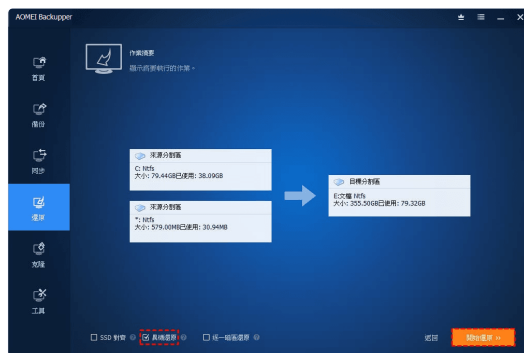 AOMEI Backupper
作業摘要
顯示將要執行的作業。
首頁
備份
同步
還原
克隆
工具
來源分割區
C: Ntfs
大小: 79.44GB已使用: 38.09GB
來源分割區
*: Ntfs
大小: 579.00MB已使用: 30.94MB
目標分割區
E:文檔 Ntfs
大小: 355.50GB已使用: 79.32GB
SSD 對齊
異機還原
逐一磁區還原
返回
開始還原 >>